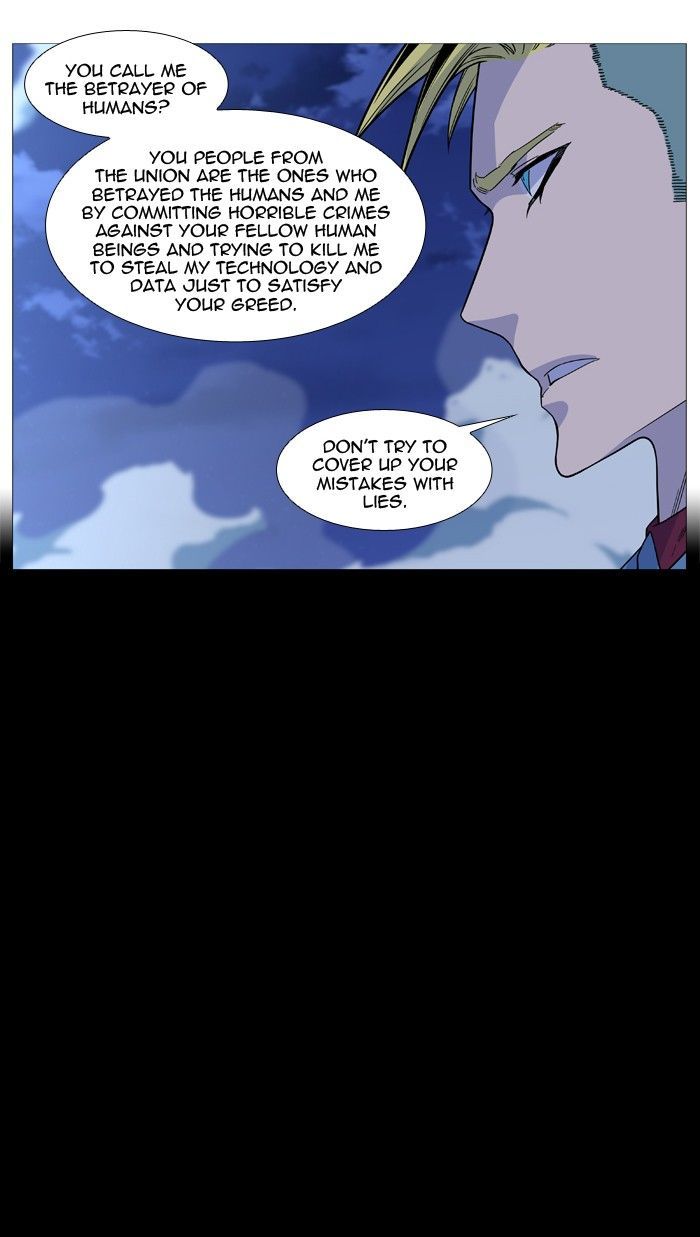 YOU CALL ME
THE BETRAYER OF
HUMANS?
YOU PEOPLE FROM
THE UNION ARE THE ONES WHO
BETRAYED THE HUMANS AND ME
BY COMMITTING HORRIBLE CRIMES
AGAINST YOUR FELLOW HUMAN
BEINGS AND TRYING TO KILL ME
TO STEAL MY TECHNOLOGY AND
DATA JUST TO SATISFY
YOUR GREED.
DON'T TRY TO
COVER UP YOUR
MISTAKES WITH
LIES.